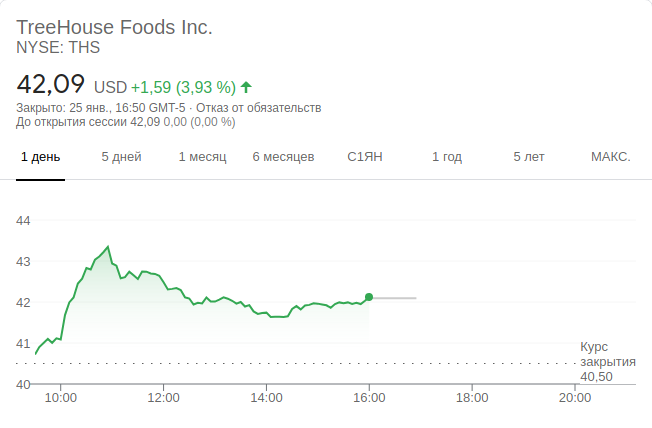 TreeHouse Foods Inc.
NYSE: THS
42,09 USD +1,59 (3,93 %)
Закрыто: 25 янв., 16:50 GMT-5 · Отказ от обязательств
До открытия сессии 42,09 0,00 (0,00 %)
1 день 5 дней 1 месяц 6 месяцев С1ЯН 1 год 5 лет МАКС.
44
43
42
41
40
Курс
закрытия
40,50
10:00 12:00 14:00 16:00 18:00 20:00